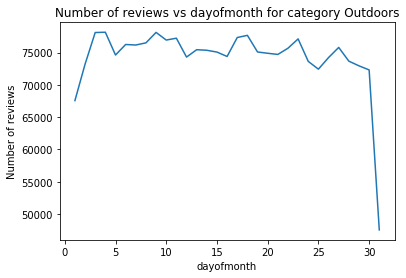 Number of reviews vs dayofmonth for category Outdoors
75000
70000
65000
60000
55000
50000
Number of reviews
0 5 10 15 20 25 30
dayofmonth